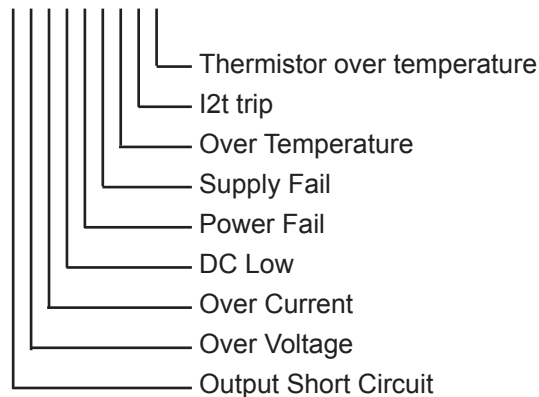 Thermistor over temperature
I2t trip
Over Temperature
Supply Fail
Power Fail
DC Low
Over Current
Over Voltage
Output Short Circuit